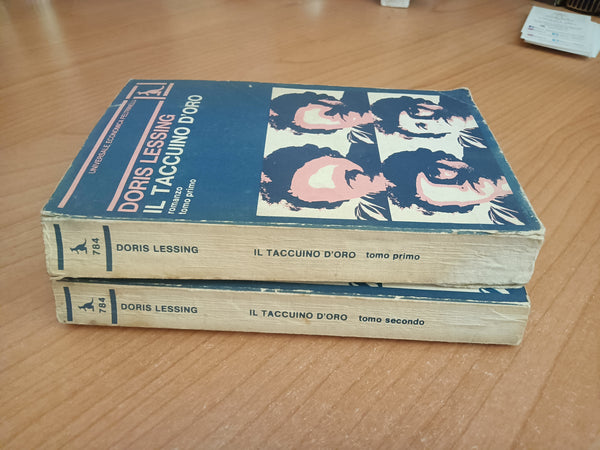 UNIVERSALE ECONOMICA FELTRINELLI
DORIS LESSING
IL TACCUINO D'ORO
romanzo
tomo primo
784 DORIS LESSING IL TACCUINO D'ORO tomo primo
784 DORIS LESSING IL TACCUINO D'ORO tomo secondo